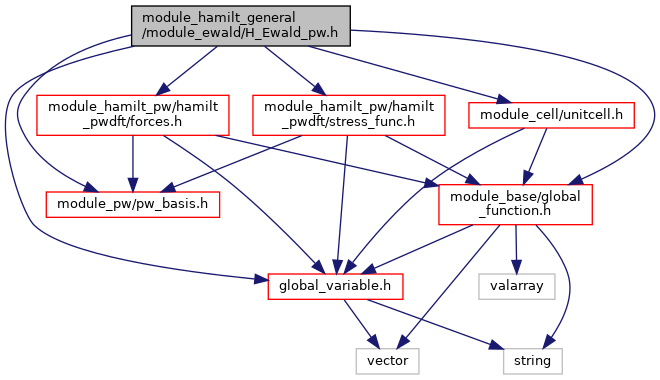 module_hamilt_general
/module_ewald/H_Ewald_pw.h
module_hamilt_pw/hamilt
_pwdft/forces.h
module_hamilt_pw/hamilt
_pwdft/stress_func.h
module_cell/unitcell.h
module_pw/pw_basis.h
module_base/global
_function.h
global_variable.h
valarray
vector
string